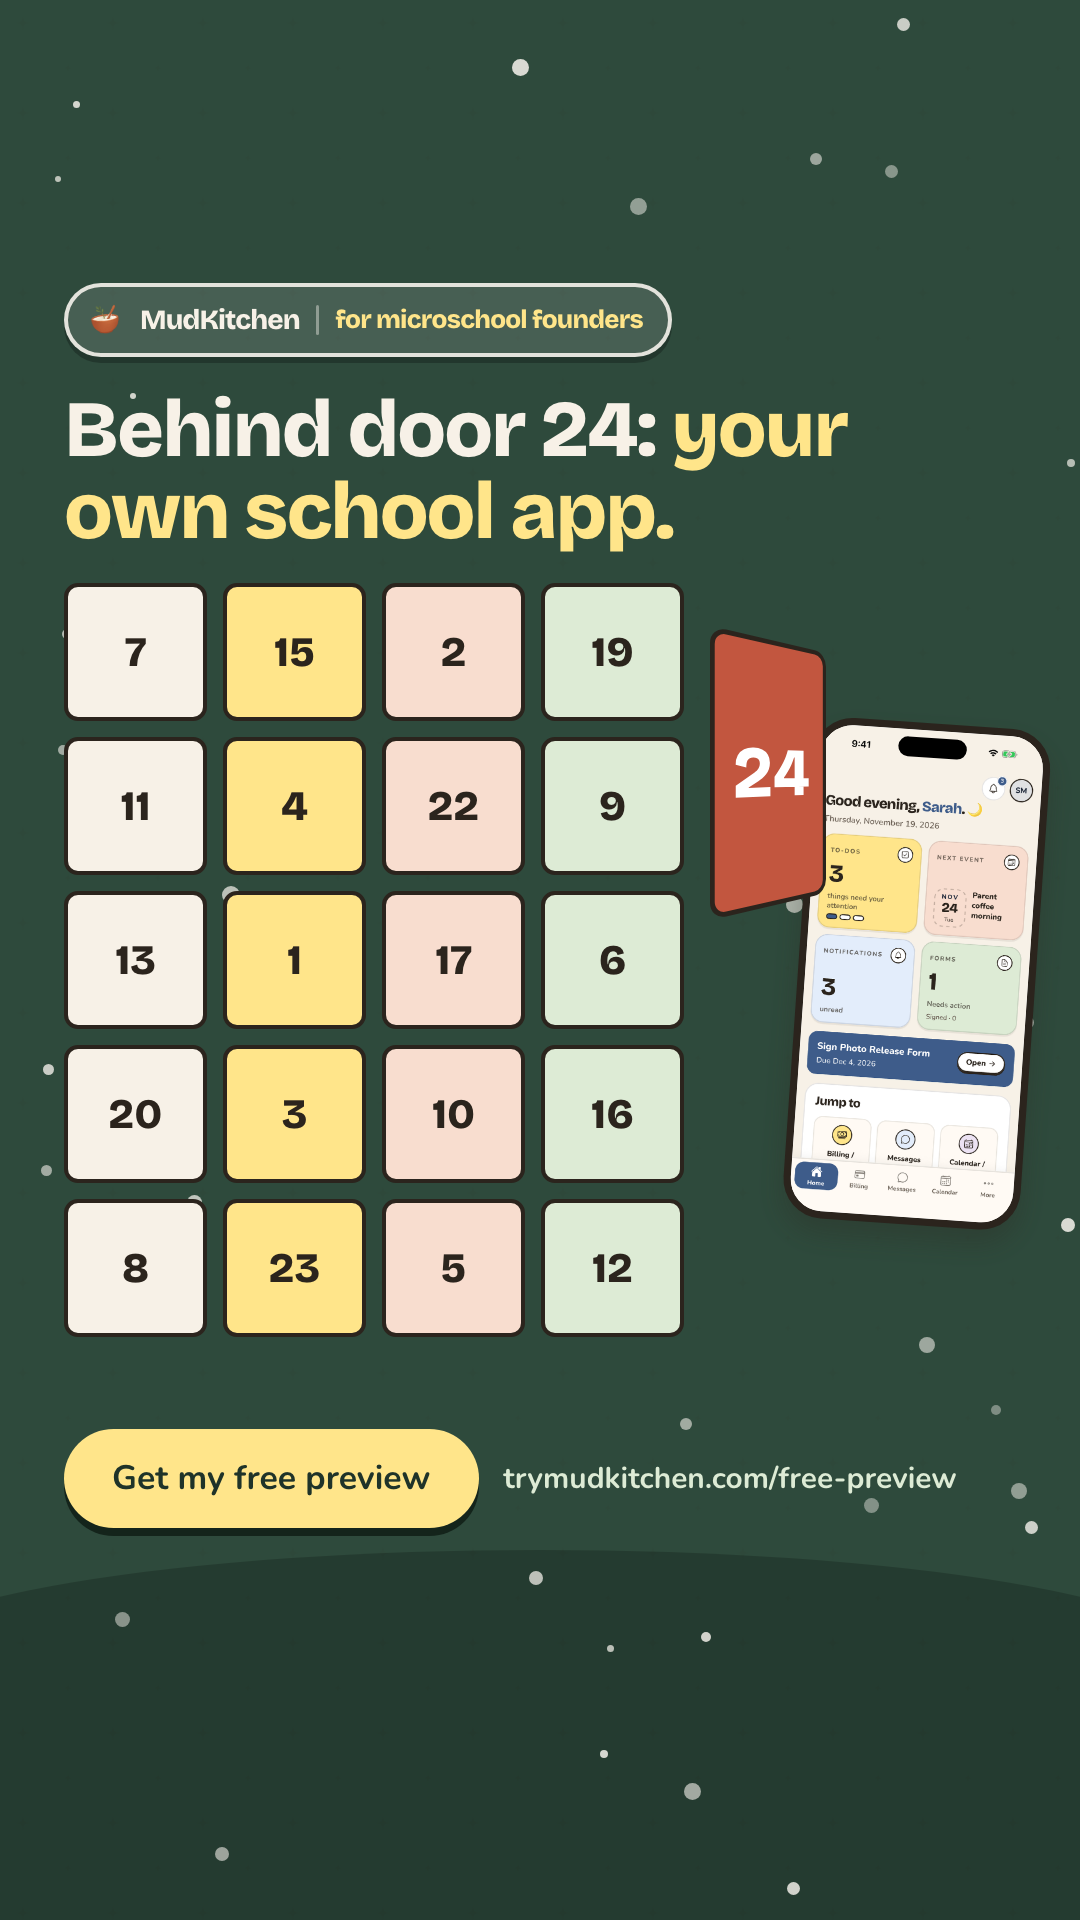 MudKitchen | for microschool founders
Behind door 24: your
own school app.
7 15 2 19
11 4 22 9
13 1 17 6
20 3 10 16
8 23 5 12
24
9:41
3
SM
Good evening, Sarah. 🌙
Thursday, November 19, 2026
TO-DOS
3
things need your
attention
NEXT EVENT
NOV
24
Tue
Parent
coffee
morning
NOTIFICATIONS
3
unread
FORMS
1
Needs action
Signed · 0
Sign Photo Release Form
Due Dec 4, 2026
Open →
Jump to
Billing /
Messages
Calendar /
Home
Billing
Messages
Calendar
More
Get my free preview
trymudkitchen.com/free-preview